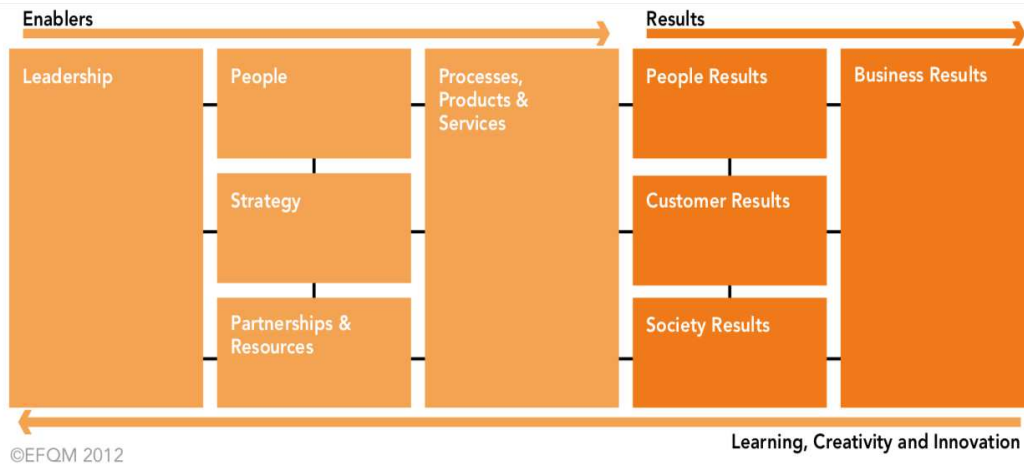 Enablers
Results
Leadership
People
Processes,
Products &
Services
People Results
Business Results
Strategy
Customer Results
Partnerships &
Resources
Society Results
Learning, Creativity and Innovation
©EFQM 2012